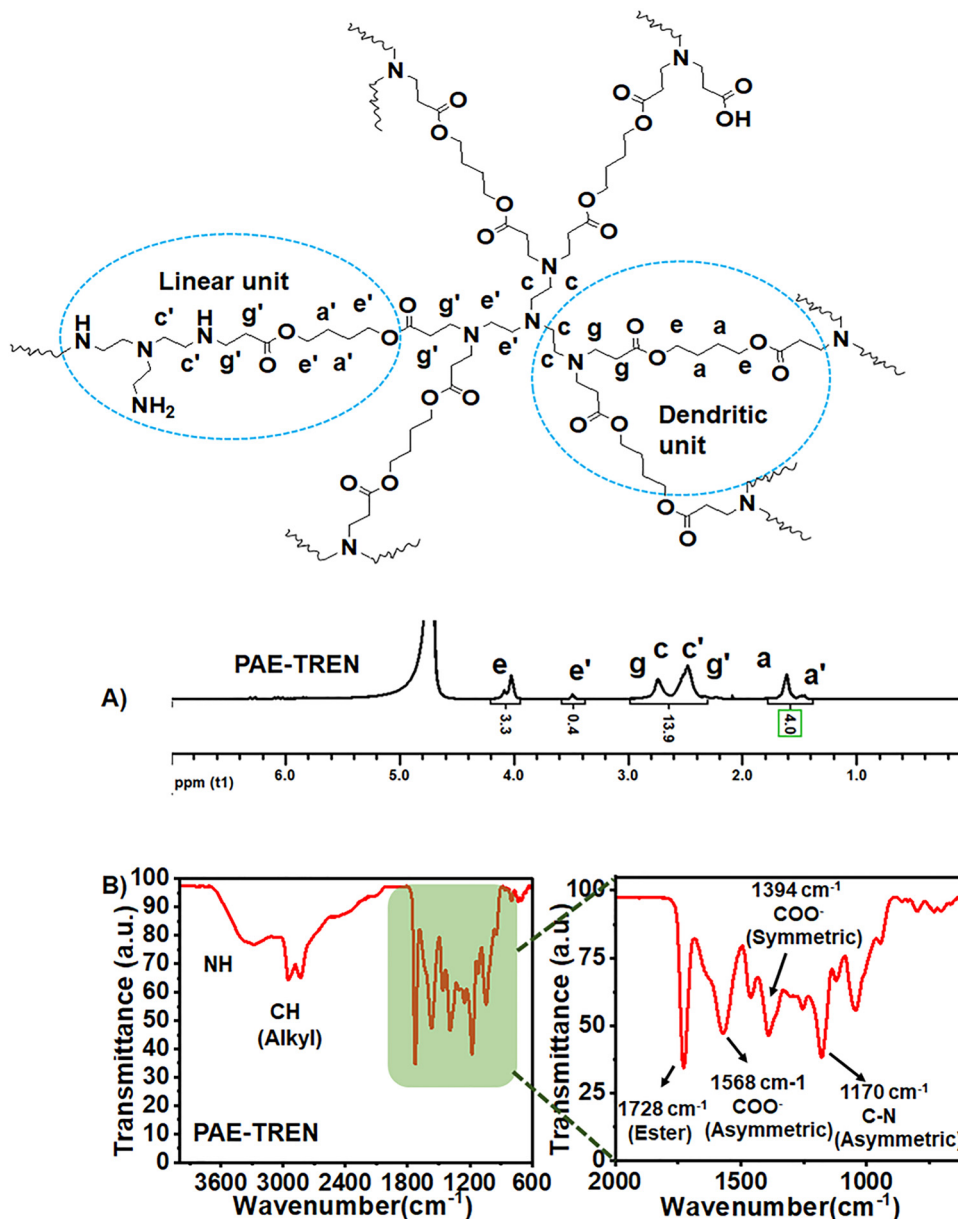 N
N
O
O
O
O
OH
O
O
O
O
O
O
N
c
c
Linear unit
H
N
c'
H
N
g'
a'
e'
O
e'
c
N
c
g
O
e
a
O
N
N
c'
g'
O
O
e'
a'
O
g'
N
e'
c
N
g
O
a
e
O
O
NH2
O
O
O
O
Dendritic
unit
O
O
N
O
N
O
N
PAE-TREN
e
e'
g
c
c'
g'
a
a'
A)
3.3
0.4
13.9
4.0
ppm (t1)
6.0
5.0
4.0
3.0
2.0
1.0
B)
100
90
80
70
60
50
40
30
20
10
0
Transmittance (a.u.)
NH
CH
(Alkyl)
PAE-TREN
3600
3000
2400
1800
1200
600
Wavenumber(cm-1)
100
75
50
25
0
Transmittance (a.u.)
1394 cm-1
COO-
(Symmetric)
1728 cm-1
(Ester)
1568 cm-1
COO-
(Asymmetric)
1170 cm-1
C-N
(Asymmetric)
2000
1500
1000
Wavenumber(cm-1)